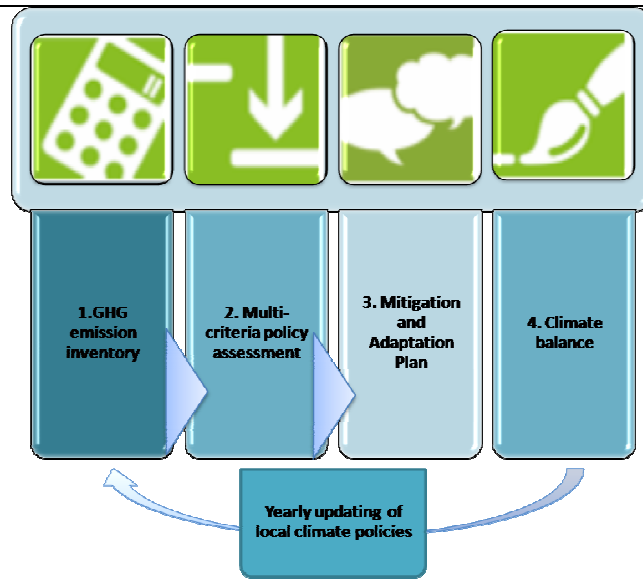 1.GHG
emission
inventory
2. Multi-
criteria policy
assessment
3. Mitigation
and
Adaptation
Plan
4. Climate
balance
Yearly updating of
local climate policies